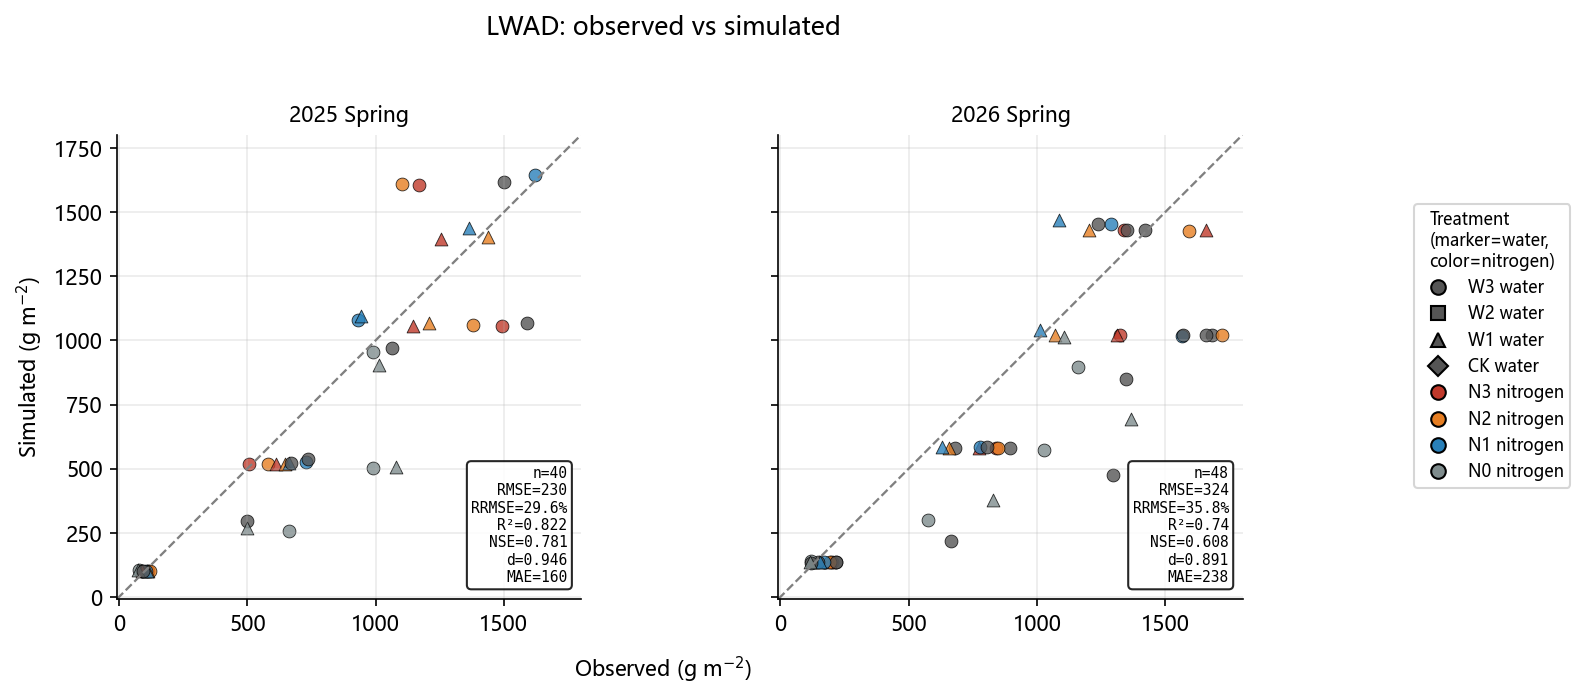 LWAD: observed vs simulated
2025 Spring
2026 Spring
Simulated (g m⁻²)
1750
1500
1250
1000
750
500
250
0
n=40
RMSE=230
RRMSE=29.6%
R²=0.822
NSE=0.781
d=0.946
MAE=160
n=48
RMSE=324
RRMSE=35.8%
R²=0.74
NSE=0.608
d=0.891
MAE=238
0 500 1000 1500
0 500 1000 1500
Observed (g m⁻²)
Treatment
(marker=water,
color=nitrogen)
W3 water
W2 water
W1 water
CK water
N3 nitrogen
N2 nitrogen
N1 nitrogen
N0 nitrogen